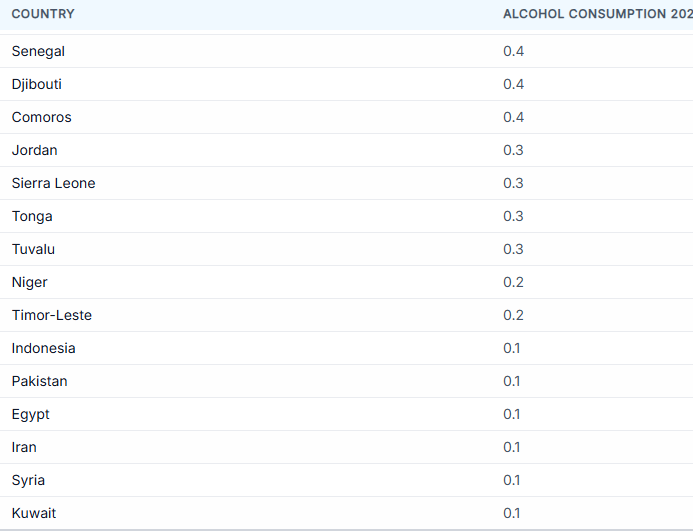 COUNTRY ALCOHOL CONSUMPTION 202
Senegal 0.4
Djibouti 0.4
Comoros 0.4
Jordan 0.3
Sierra Leone 0.3
Tonga 0.3
Tuvalu 0.3
Niger 0.2
Timor-Leste 0.2
Indonesia 0.1
Pakistan 0.1
Egypt 0.1
Iran 0.1
Syria 0.1
Kuwait 0.1